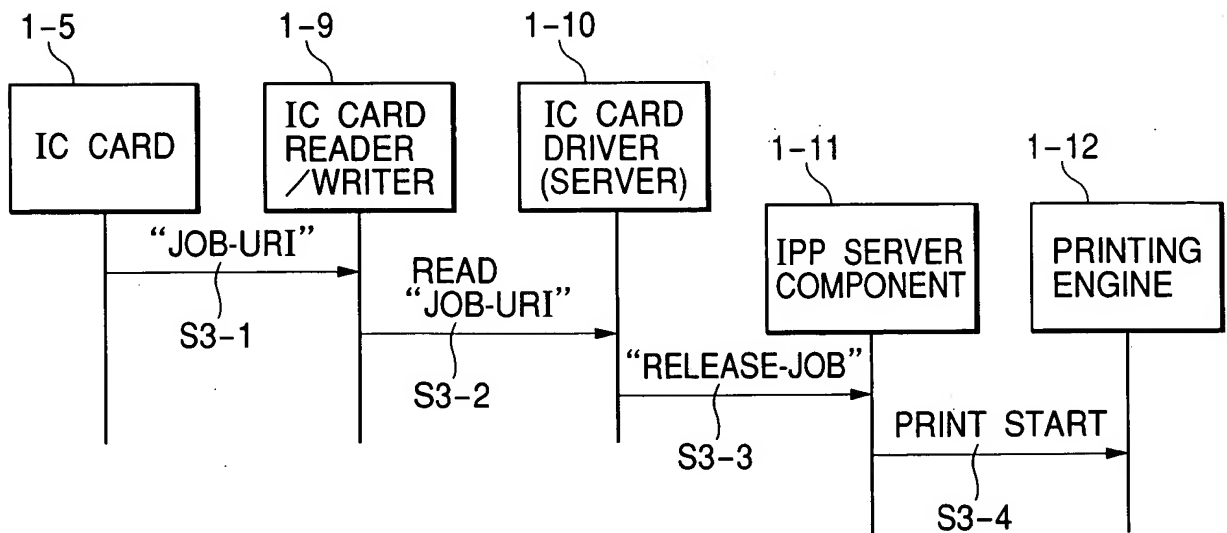 1-5
1-9
1-10
IC CARD
IC CARD
READER
/WRITER
IC CARD
DRIVER
(SERVER)
1-11
1-12
IPP SERVER
COMPONENT
PRINTING
ENGINE
“JOB-URI”
S3-1
READ
“JOB-URI”
S3-2
“RELEASE-JOB”
S3-3
PRINT START
S3-4